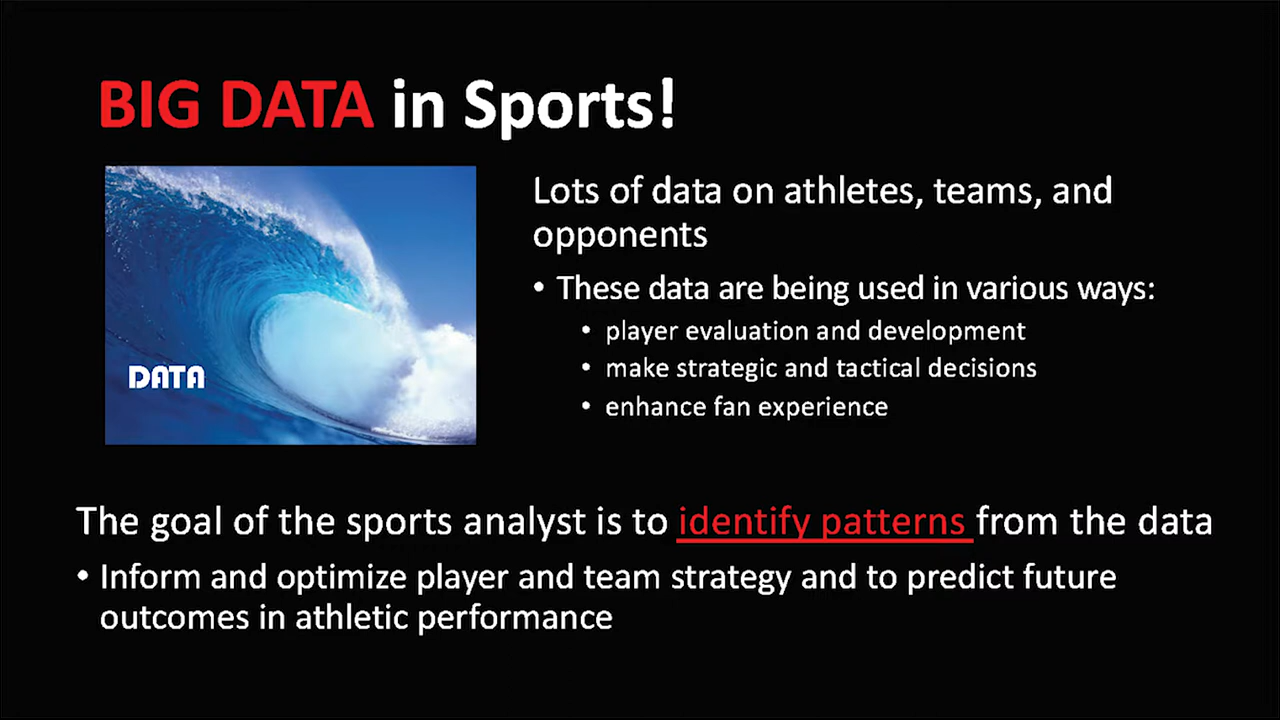 BIG DATA in Sports!
DATA
Lots of data on athletes, teams, and
opponents
• These data are being used in various ways:
• player evaluation and development
• make strategic and tactical decisions
• enhance fan experience
The goal of the sports analyst is to identify patterns from the data
• Inform and optimize player and team strategy and to predict future
outcomes in athletic performance